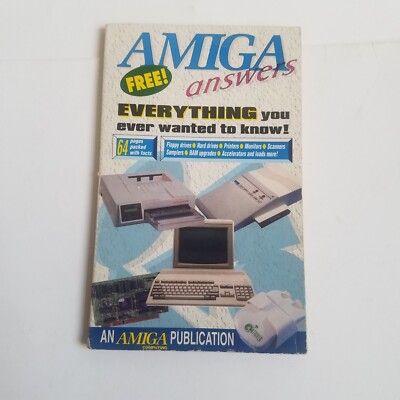 AMIGA
FREE!
answers
EVERYTHING you
ever wanted to know!
64 pages packed with facts
Floppy drives • Hard drives • Printers • Monitors • Scanners
Samplers • RAM upgrades • Accelerators and loads more!
AN AMIGA PUBLICATION
COMPUTING